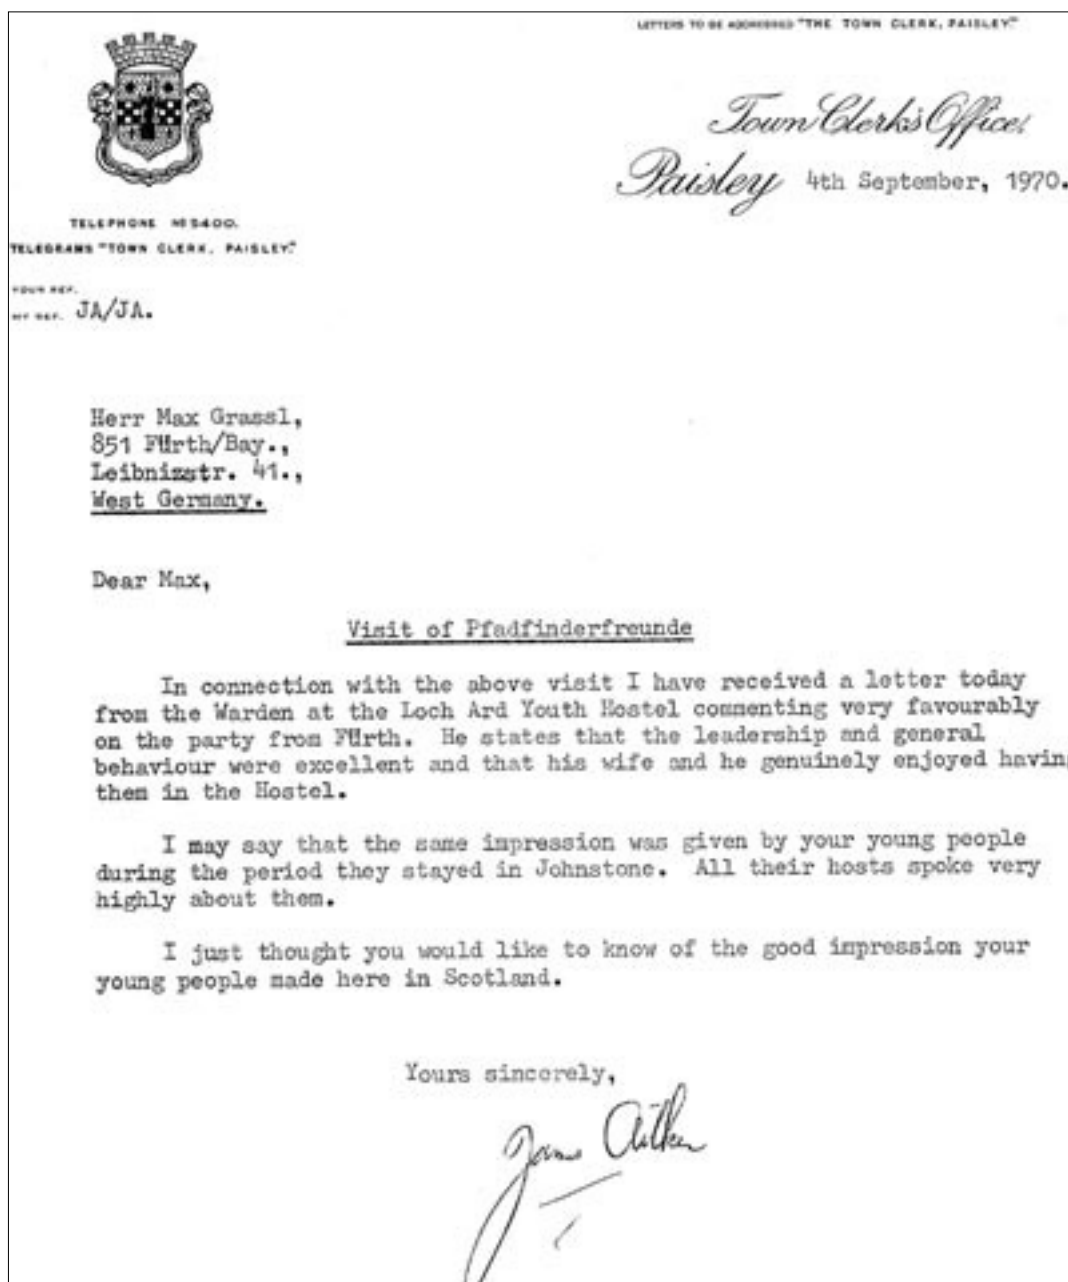 LETTERS TO BE ADDRESSED "THE TOWN CLERK, PAISLEY."
Town Clerk's Office,
Paisley 4th September, 1970.
TELEPHONE Nº 5400.
TELEGRAMS "TOWN CLERK, PAISLEY."
YOUR REF.
MY REF. JA/JA.
Herr Max Grassl,
851 Fürth/Bay.,
Leibnizstr. 41.,
West Germany.
Dear Max,
Visit of Pfadfinderfreunde
In connection with the above visit I have received a letter today
from the Warden at the Loch Ard Youth Hostel commenting very favourably
on the party from Fürth. He states that the leadership and general
behaviour were excellent and that his wife and he genuinely enjoyed having
them in the Hostel.
I may say that the same impression was given by your young people
during the period they stayed in Johnstone. All their hosts spoke very
highly about them.
I just thought you would like to know of the good impression your
young people made here in Scotland.
Yours sincerely,
James Aitken